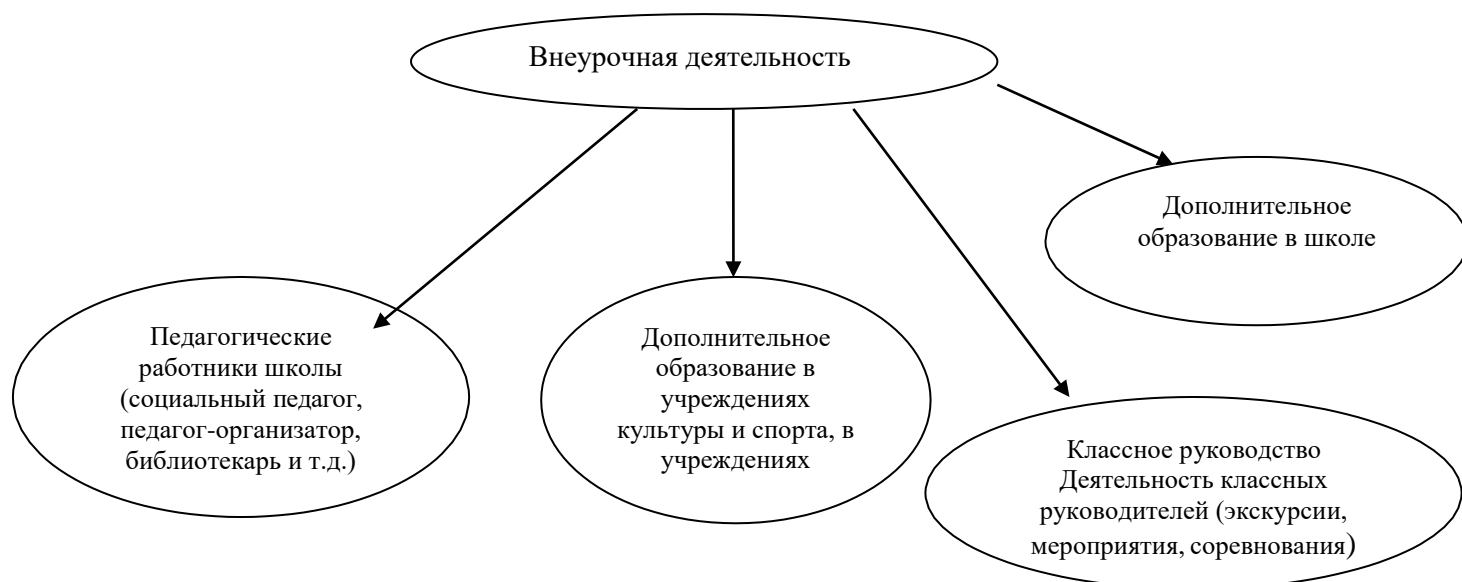 Внеурочная деятельность
Дополнительное
образование в школе
Педагогические
работники школы
(социальный педагог,
педагог-организатор,
библиотекарь и т.д.)
Дополнительное
образование в
учреждениях
культуры и спорта, в
учреждениях
Классное руководство
Деятельность классных
руководителей (экскурсии,
мероприятия, соревнования)